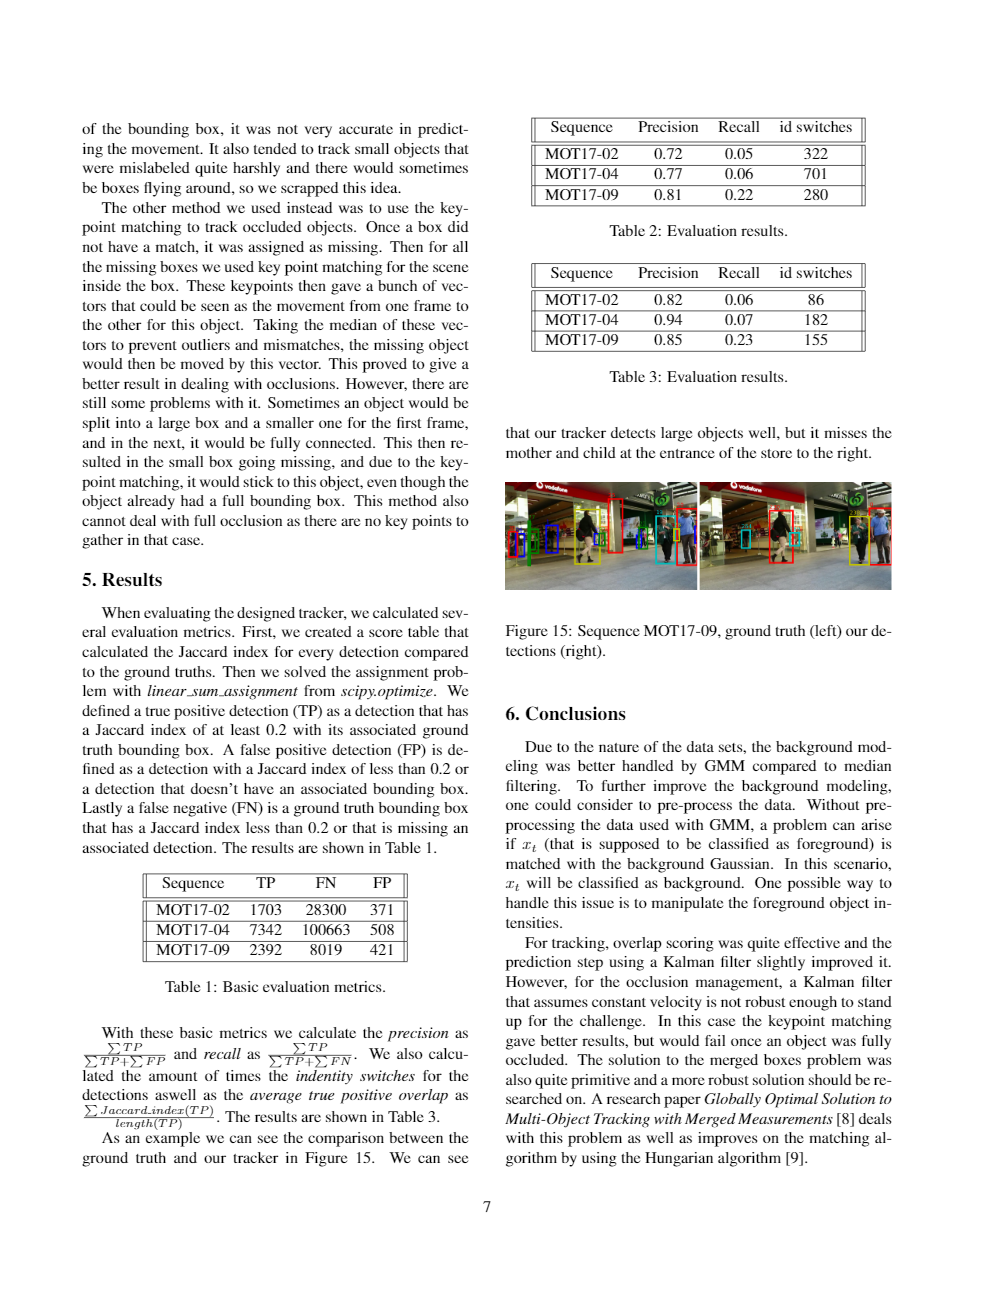 of the bounding box, it was not very accurate in predict-
ing the movement. It also tended to track small objects that
were mislabeled quite harshly and there would sometimes
be boxes flying around, so we scrapped this idea.
The other method we used instead was to use the key-
point matching to track occluded objects. Once a box did
not have a match, it was assigned as missing. Then for all
the missing boxes we used key point matching for the scene
inside the box. These keypoints then gave a bunch of vec-
tors that could be seen as the movement from one frame to
the other for this object. Taking the median of these vec-
tors to prevent outliers and mismatches, the missing object
would then be moved by this vector. This proved to give a
better result in dealing with occlusions. However, there are
still some problems with it. Sometimes an object would be
split into a large box and a smaller one for the first frame,
and in the next, it would be fully connected. This then re-
sulted in the small box going missing, and due to the key-
point matching, it would stick to this object, even though the
object already had a full bounding box. This method also
cannot deal with full occlusion as there are no key points to
gather in that case.
5. Results
When evaluating the designed tracker, we calculated sev-
eral evaluation metrics. First, we created a score table that
calculated the Jaccard index for every detection compared
to the ground truths. Then we solved the assignment prob-
lem with linear_sum_assignment from scipy.optimize. We
defined a true positive detection (TP) as a detection that has
a Jaccard index of at least 0.2 with its associated ground
truth bounding box. A false positive detection (FP) is de-
fined as a detection with a Jaccard index of less than 0.2 or
a detection that doesn't have an associated bounding box.
Lastly a false negative (FN) is a ground truth bounding box
that has a Jaccard index less than 0.2 or that is missing an
associated detection. The results are shown in Table 1.
Sequence TP FN FP
MOT17-02 1703 28300 371
MOT17-04 7342 100663 508
MOT17-09 2392 8019 421
Table 1: Basic evaluation metrics.
With these basic metrics we calculate the precision as
∑TP / ∑TP+∑FP and recall as ∑TP / ∑TP+∑FN. We also calcu-
lated the amount of times the indentity switches for the
detections aswell as the average true positive overlap as
∑Jaccard_index(TP) / length(TP). The results are shown in Table 3.
As an example we can see the comparison between the
ground truth and our tracker in Figure 15. We can see
Sequence Precision Recall id switches
MOT17-02 0.72 0.05 322
MOT17-04 0.77 0.06 701
MOT17-09 0.81 0.22 280
Table 2: Evaluation results.
Sequence Precision Recall id switches
MOT17-02 0.82 0.06 86
MOT17-04 0.94 0.07 182
MOT17-09 0.85 0.23 155
Table 3: Evaluation results.
that our tracker detects large objects well, but it misses the
mother and child at the entrance of the store to the right.
vodafone vodafone
Figure 15: Sequence MOT17-09, ground truth (left) our de-
tections (right).
6. Conclusions
Due to the nature of the data sets, the background mod-
eling was better handled by GMM compared to median
filtering. To further improve the background modeling,
one could consider to pre-process the data. Without pre-
processing the data used with GMM, a problem can arise
if xₜ (that is supposed to be classified as foreground) is
matched with the background Gaussian. In this scenario,
xₜ will be classified as background. One possible way to
handle this issue is to manipulate the foreground object in-
tensities.
For tracking, overlap scoring was quite effective and the
prediction step using a Kalman filter slightly improved it.
However, for the occlusion management, a Kalman filter
that assumes constant velocity is not robust enough to stand
up for the challenge. In this case the keypoint matching
gave better results, but would fail once an object was fully
occluded. The solution to the merged boxes problem was
also quite primitive and a more robust solution should be re-
searched on. A research paper Globally Optimal Solution to
Multi-Object Tracking with Merged Measurements [8] deals
with this problem as well as improves on the matching al-
gorithm by using the Hungarian algorithm [9].
7